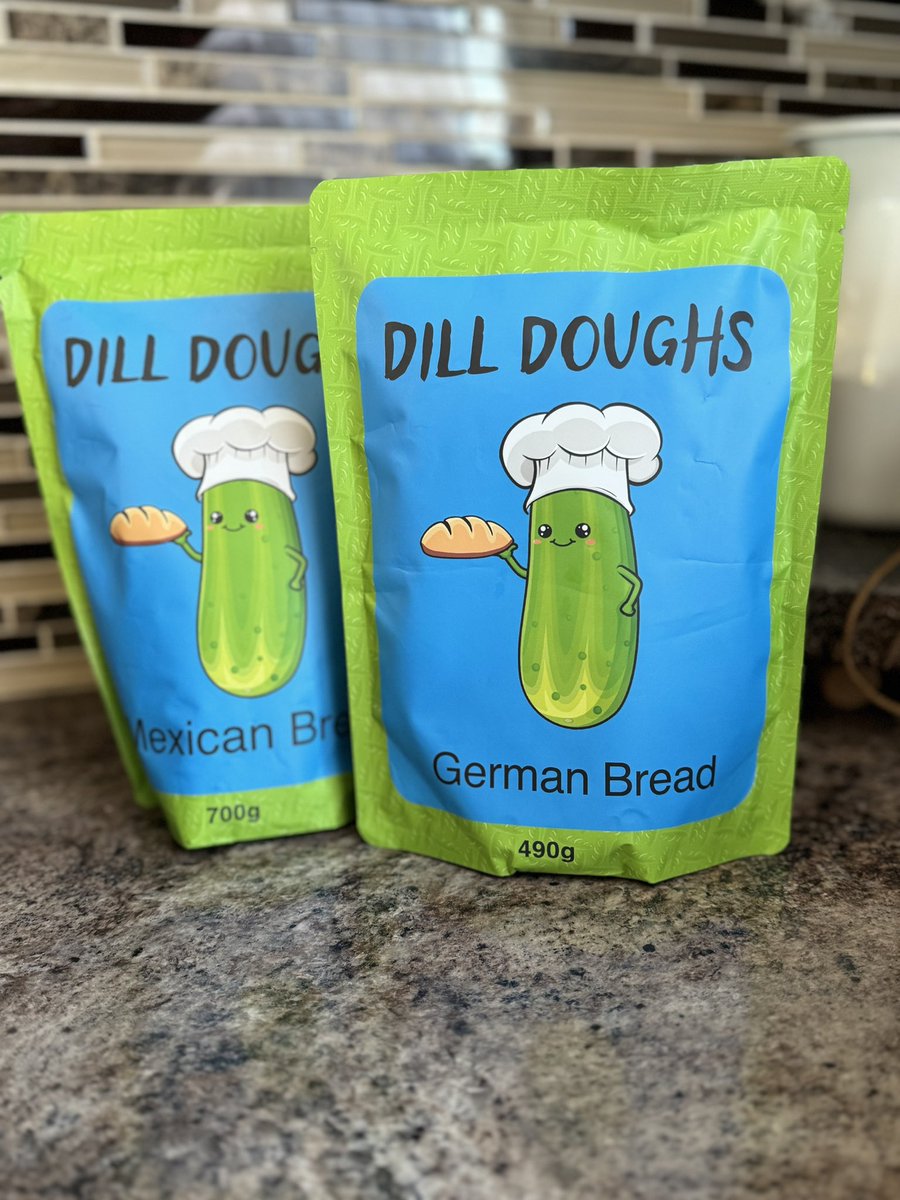 DILL DOUG
Mexican Bre
700g
DILL DOUGHS
German Bread
490g